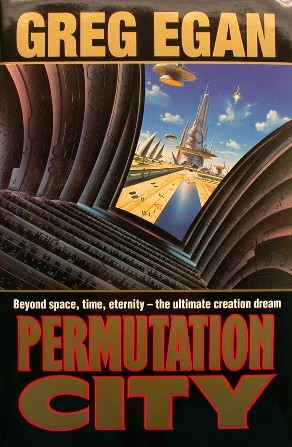 GREG EGAN
Beyond space, time, eternity – the ultimate creation dream
PERMUTATION
CITY